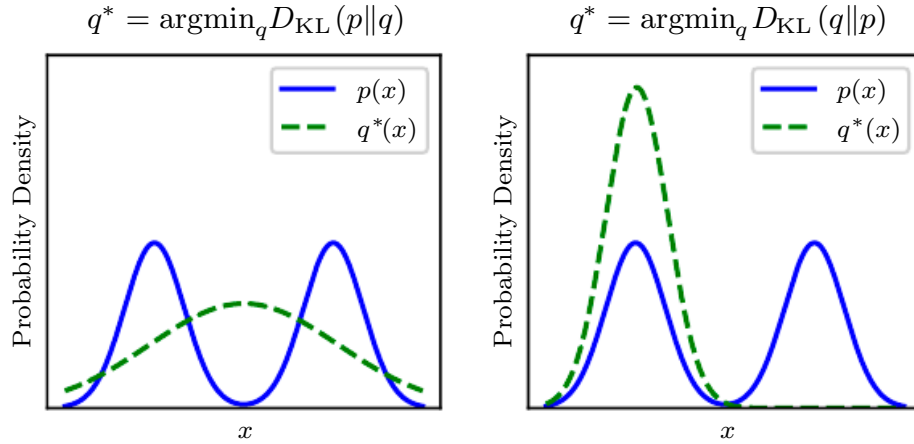 q* = argmin_q D_KL (p‖q)
p(x)
q*(x)
Probability Density
x
q* = argmin_q D_KL (q‖p)
p(x)
q*(x)
Probability Density
x